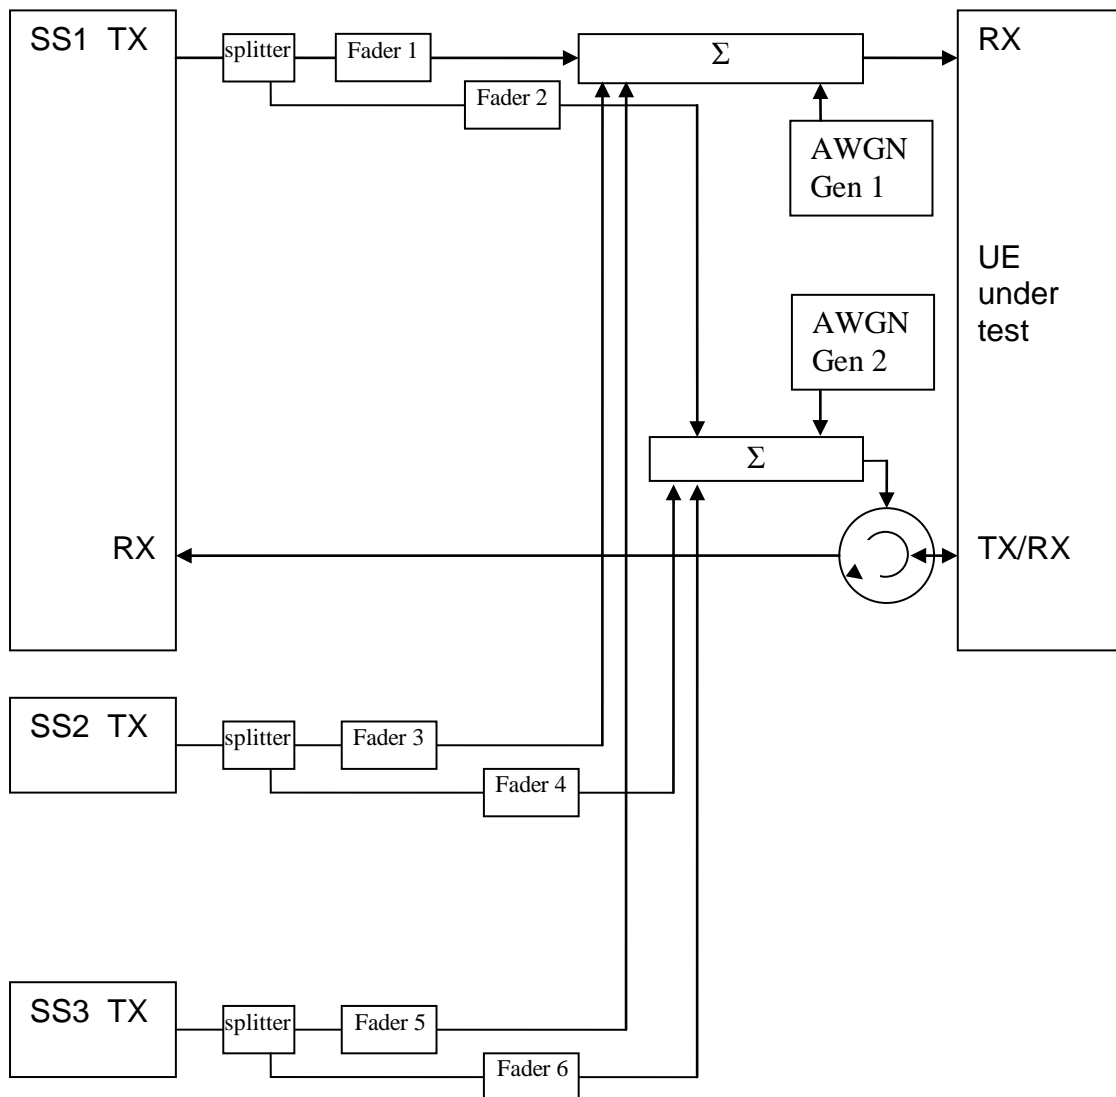 SS1 TX
splitter
Fader 1
Σ
RX
Fader 2
AWGN
Gen 1
UE
under
test
AWGN
Gen 2
Σ
RX
TX/RX
SS2 TX
splitter
Fader 3
Fader 4
SS3 TX
splitter
Fader 5
Fader 6